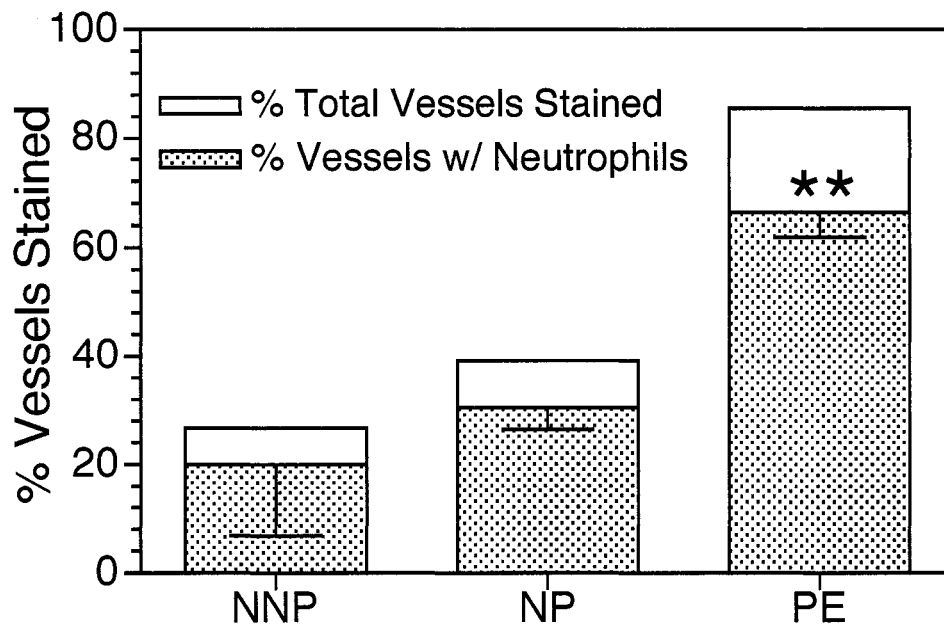 100
80
60
40
20
0
% Vessels Stained
% Total Vessels Stained
% Vessels w/ Neutrophils
**
NNP
NP
PE